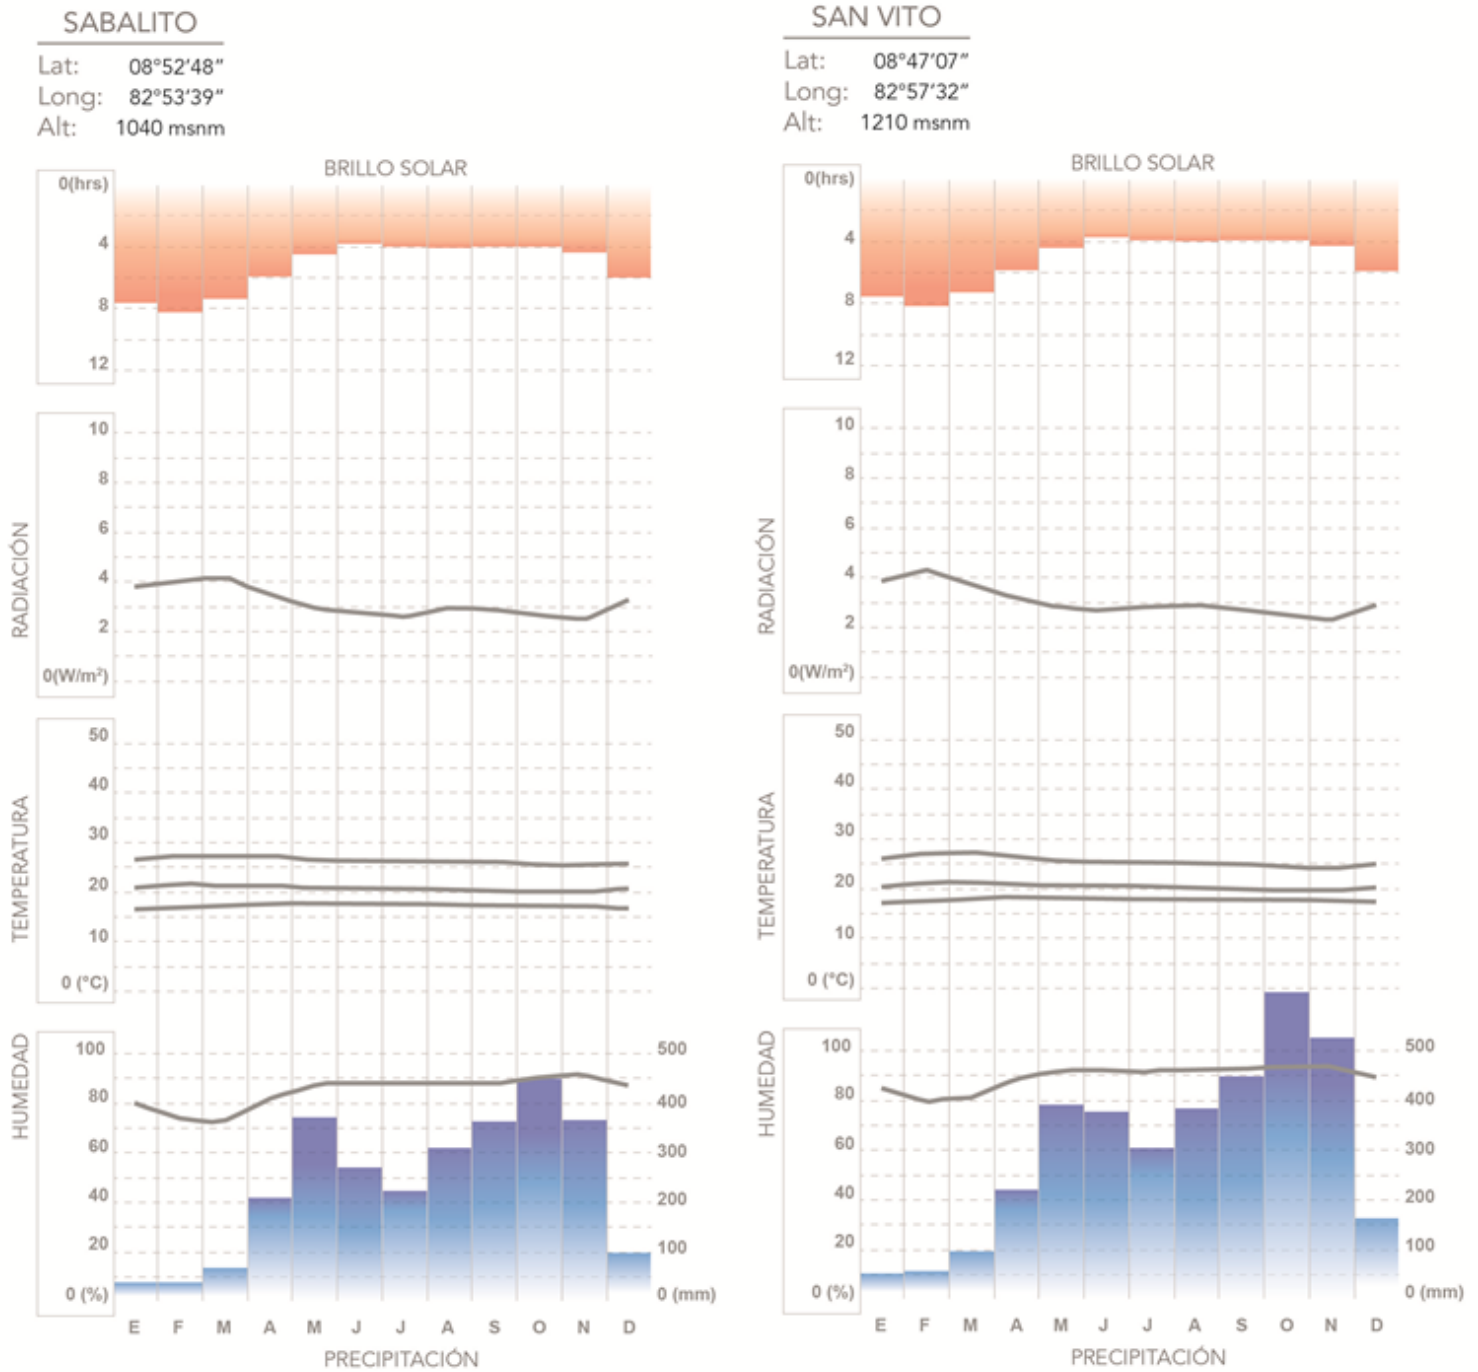 SABALITO
Lat: 08°52'48"
Long: 82°53'39"
Alt: 1040 msnm
BRILLO SOLAR
0(hrs)
4
8
12
RADIACIÓN
10
8
6
4
2
0(W/m²)
TEMPERATURA
50
40
30
20
10
0 (°C)
HUMEDAD
100
80
60
40
20
0 (%)
500
400
300
200
100
0 (mm)
E F M A M J J A S O N D
PRECIPITACIÓN
SAN VITO
Lat: 08°47'07"
Long: 82°57'32"
Alt: 1210 msnm
BRILLO SOLAR
0(hrs)
4
8
12
RADIACIÓN
10
8
6
4
2
0(W/m²)
TEMPERATURA
50
40
30
20
10
0 (°C)
HUMEDAD
100
80
60
40
20
0 (%)
500
400
300
200
100
0 (mm)
E F M A M J J A S O N D
PRECIPITACIÓN